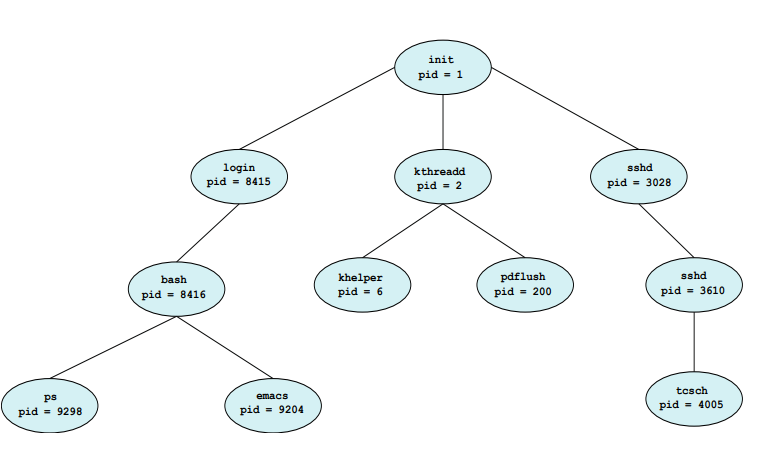 init
pid = 1
login
pid = 8415
kthreadd
pid = 2
sshd
pid = 3028
bash
pid = 8416
khelper
pid = 6
pdflush
pid = 200
sshd
pid = 3610
ps
pid = 9298
emacs
pid = 9204
tcsch
pid = 4005